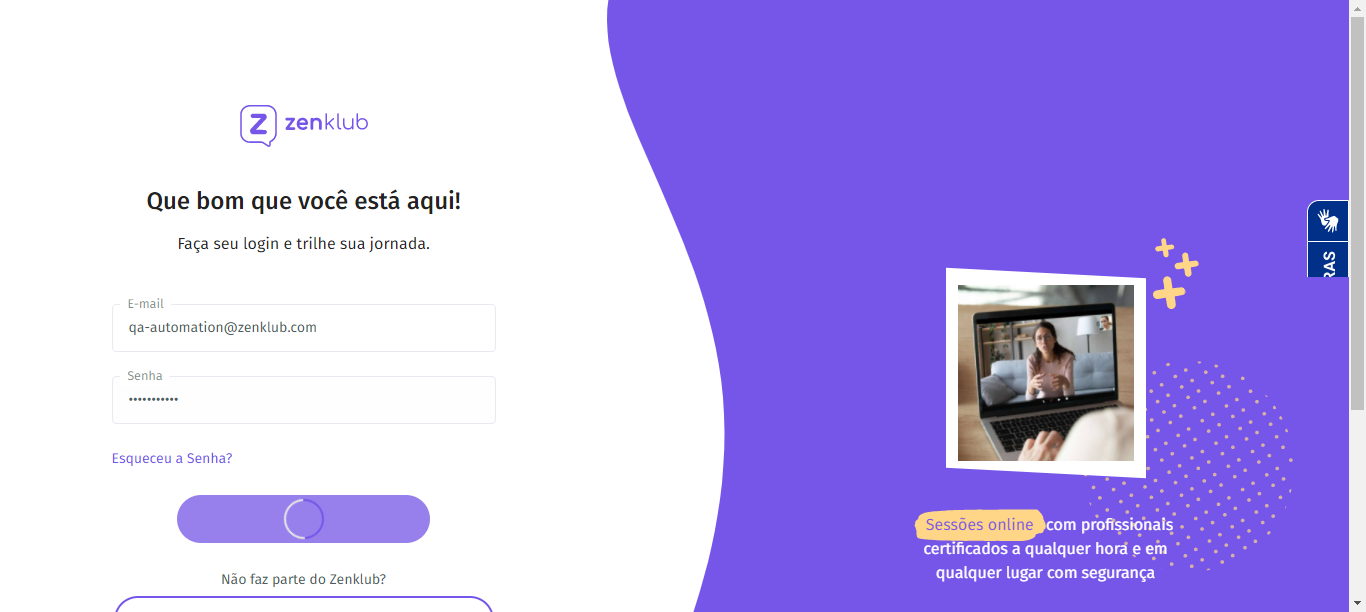 Z zenklub
Que bom que você está aqui!
Faça seu login e trilhe sua jornada.
E-mail
qa-automation@zenklub.com
Senha
•••••••••••
Esqueceu a Senha?
Não faz parte do Zenklub?
Sessões online com profissionais
certificados a qualquer hora e em
qualquer lugar com segurança